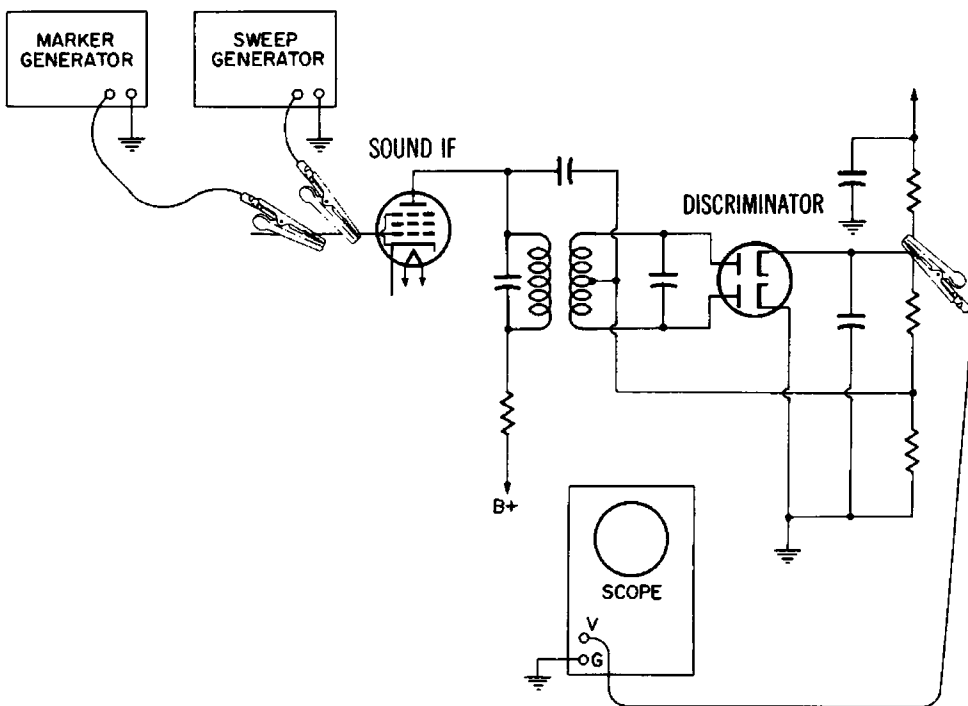 MARKER
GENERATOR
SWEEP
GENERATOR
SOUND IF
DISCRIMINATOR
B+
SCOPE
V
G